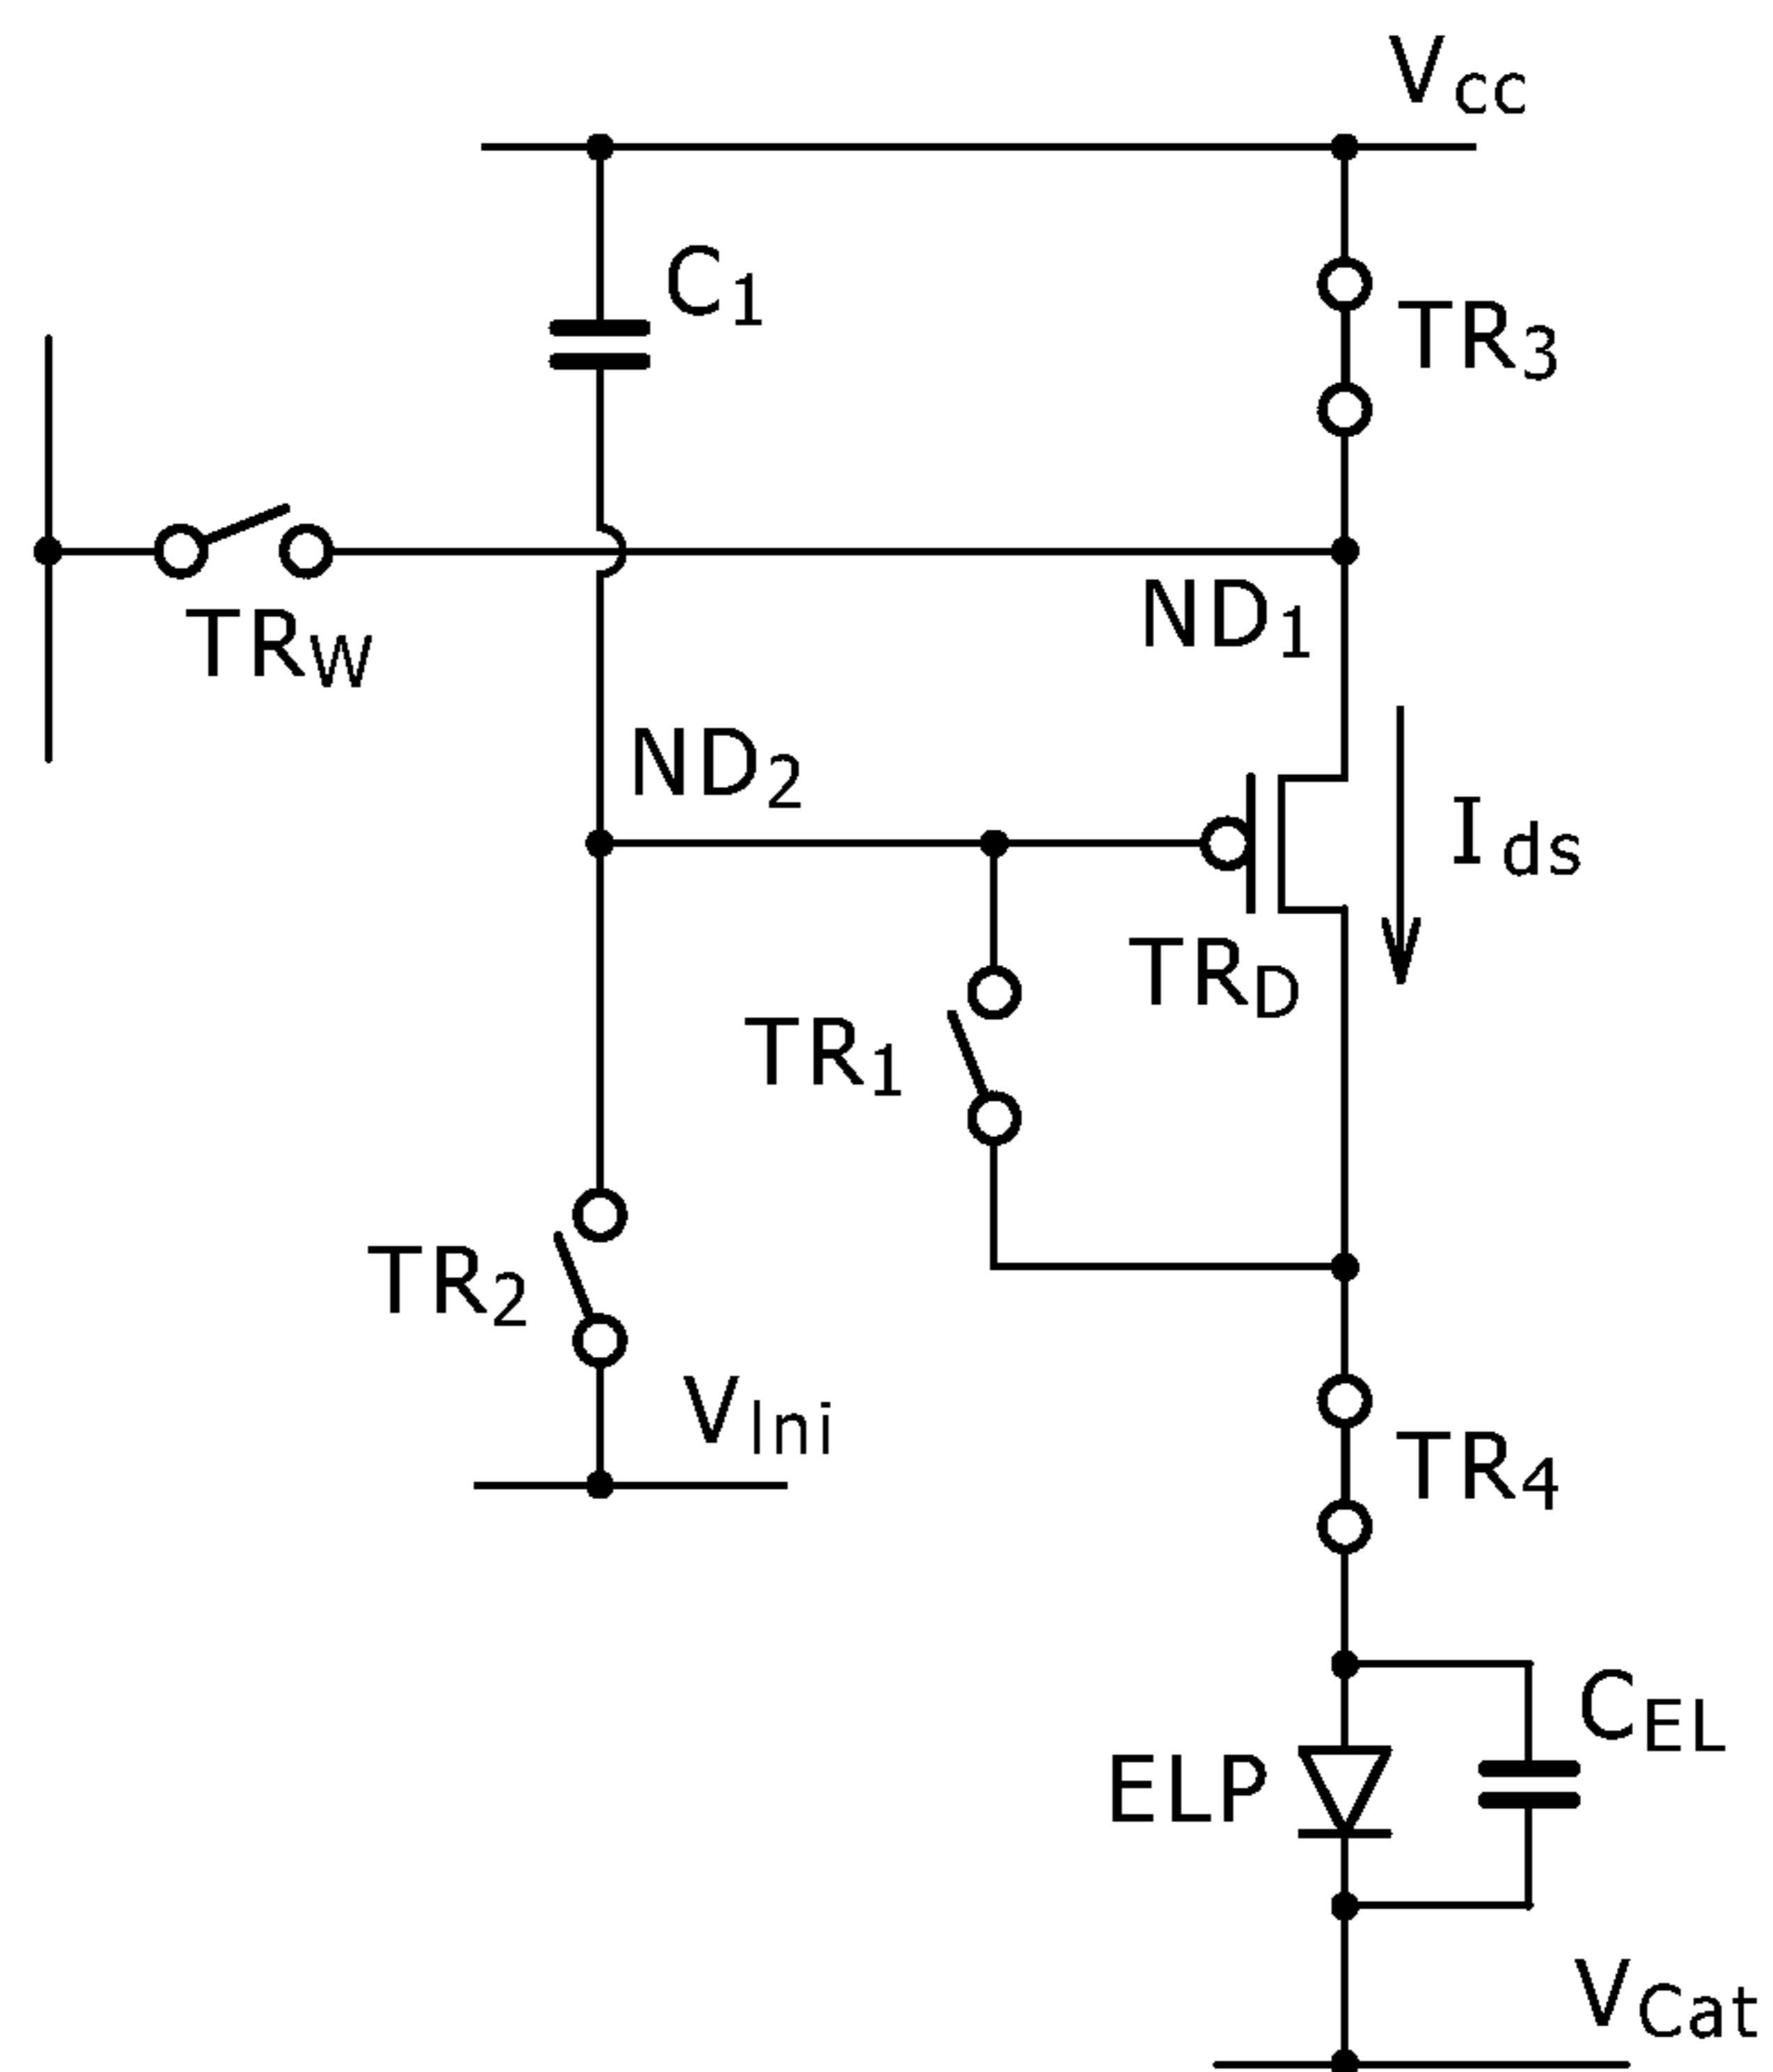 VCC
C1
TR3
TRW
ND1
ND2
Ids
TRD
TR1
TR2
VIni
TR4
CEL
ELP
VCat